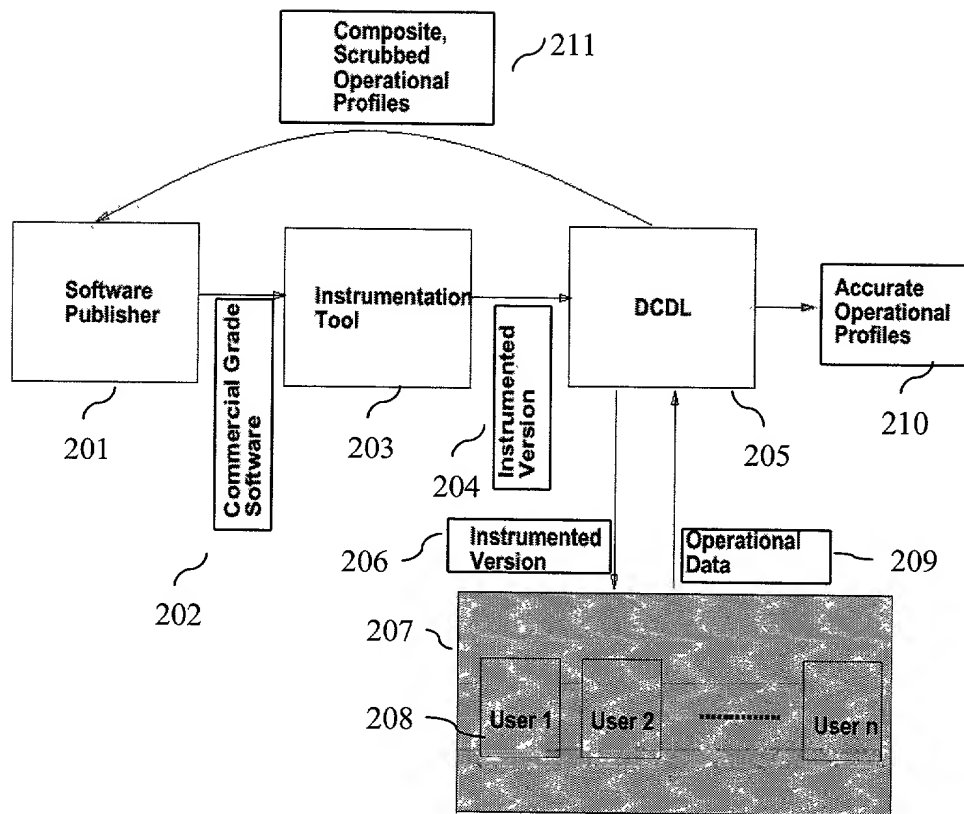 Composite,
Scrubbed
Operational
Profiles
211
Software
Publisher
201
Commercial Grade
Software
202
Instrumentation
Tool
203
Instrumented
Version
204
DCDL
205
Accurate
Operational
Profiles
210
206
Instrumented
Version
Operational
Data
209
207
208
User 1
User 2
User n